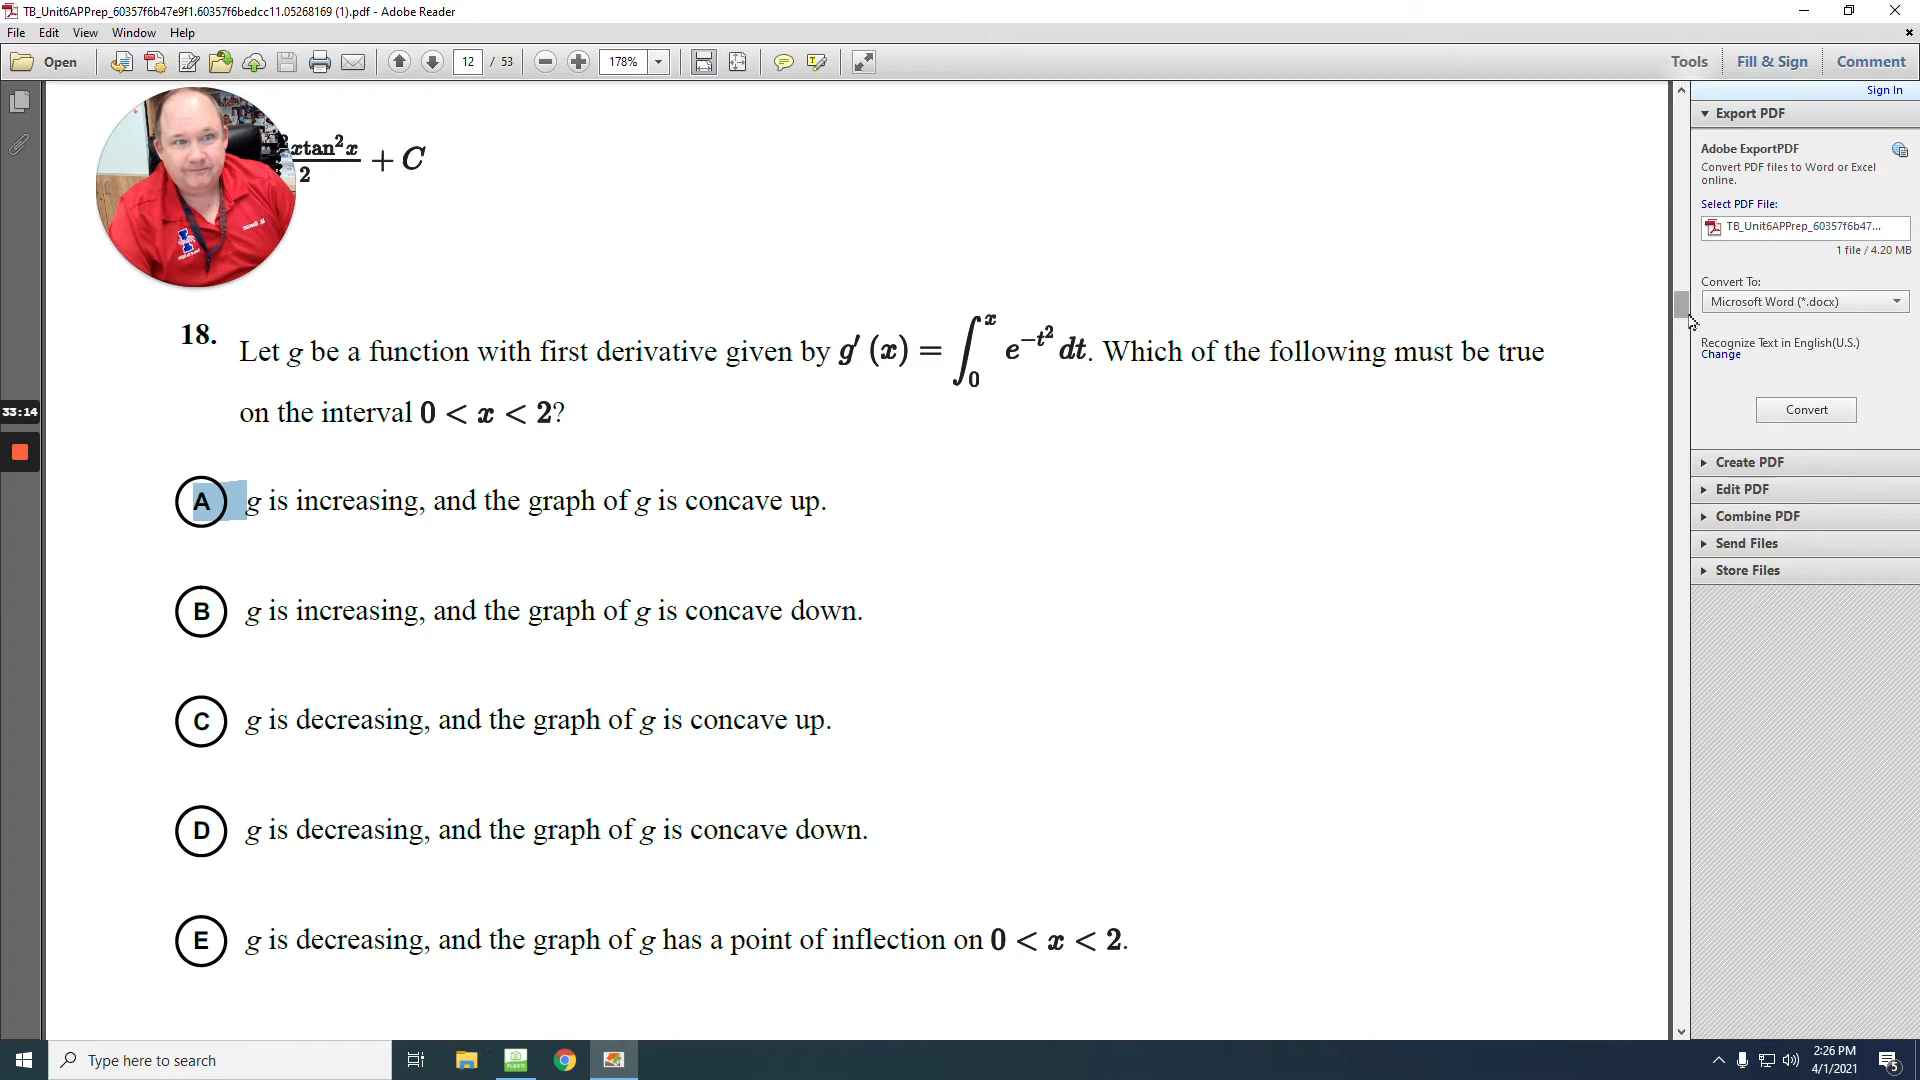 TB_Unit6APPrep_60357f6b47e9f1.60357f6bedcc11.05268169 (1).pdf - Adobe Reader
File Edit View Window Help
Open 12 / 53 178% Tools Fill & Sign Comment
Sign In
Export PDF
Adobe ExportPDF
Convert PDF files to Word or Excel
online.
Select PDF File:
TB_Unit6APPrep_60357f6b47...
1 file / 4.20 MB
Convert To:
Microsoft Word (*.docx)
Recognize Text in English(U.S.)
Change
Convert
Create PDF
Edit PDF
Combine PDF
Send Files
Store Files
xtan²x / 2 + C
18. Let g be a function with first derivative given by g′ (x) = ∫₀ˣ e^(−t²) dt. Which of the following must be true
on the interval 0 < x < 2?
A g is increasing, and the graph of g is concave up.
B g is increasing, and the graph of g is concave down.
C g is decreasing, and the graph of g is concave up.
D g is decreasing, and the graph of g is concave down.
E g is decreasing, and the graph of g has a point of inflection on 0 < x < 2.
33:14
Type here to search
2:26 PM
4/1/2021
5